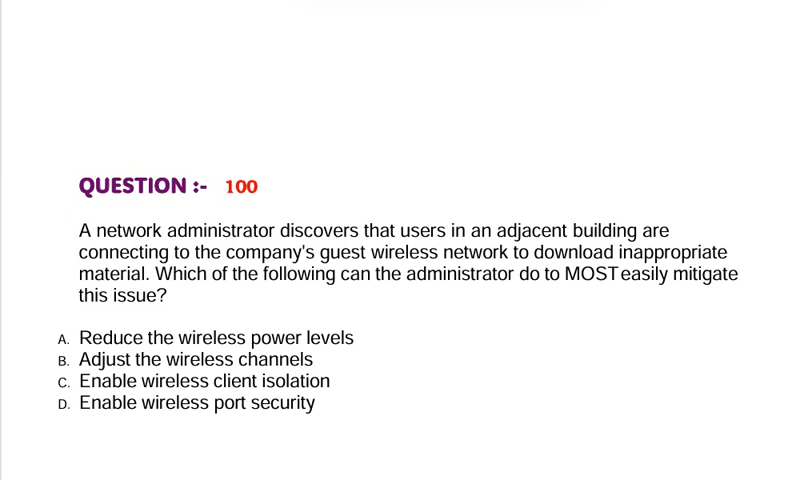 QUESTION :- 100
A network administrator discovers that users in an adjacent building are
connecting to the company's guest wireless network to download inappropriate
material. Which of the following can the administrator do to MOST easily mitigate
this issue?
A. Reduce the wireless power levels
B. Adjust the wireless channels
C. Enable wireless client isolation
D. Enable wireless port security